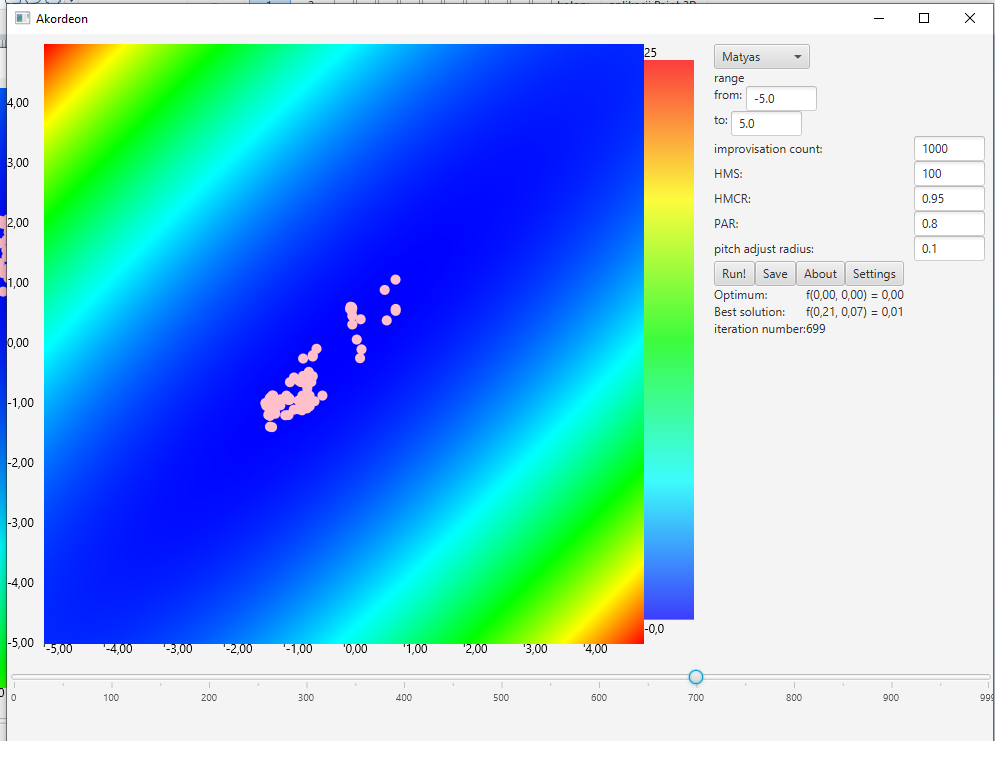 Akordeon
25
4,00
3,00
2,00
1,00
0,00
-1,00
-2,00
-3,00
-4,00
-5,00
-0,0
'-5,00 '-4,00 '-3,00 '-2,00 '-1,00 '0,00 '1,00 '2,00 '3,00 '4,00
Matyas
range
from: -5.0
to: 5.0
improvisation count: 1000
HMS: 100
HMCR: 0.95
PAR: 0.8
pitch adjust radius: 0.1
Run! Save About Settings
Optimum: f(0,00, 0,00) = 0,00
Best solution: f(0,21, 0,07) = 0,01
iteration number:699
0 100 200 300 400 500 600 700 800 900 999